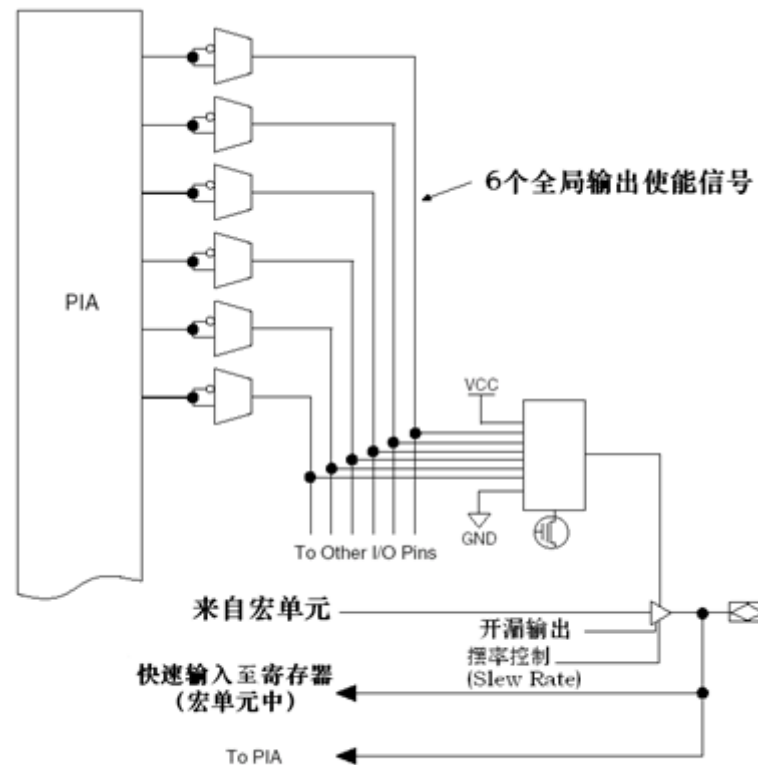 6个全局输出使能信号
PIA
VCC
GND
To Other I/O Pins
来自宏单元
开漏输出
摆率控制
(Slew Rate)
快速输入至寄存器
(宏单元中)
To PIA